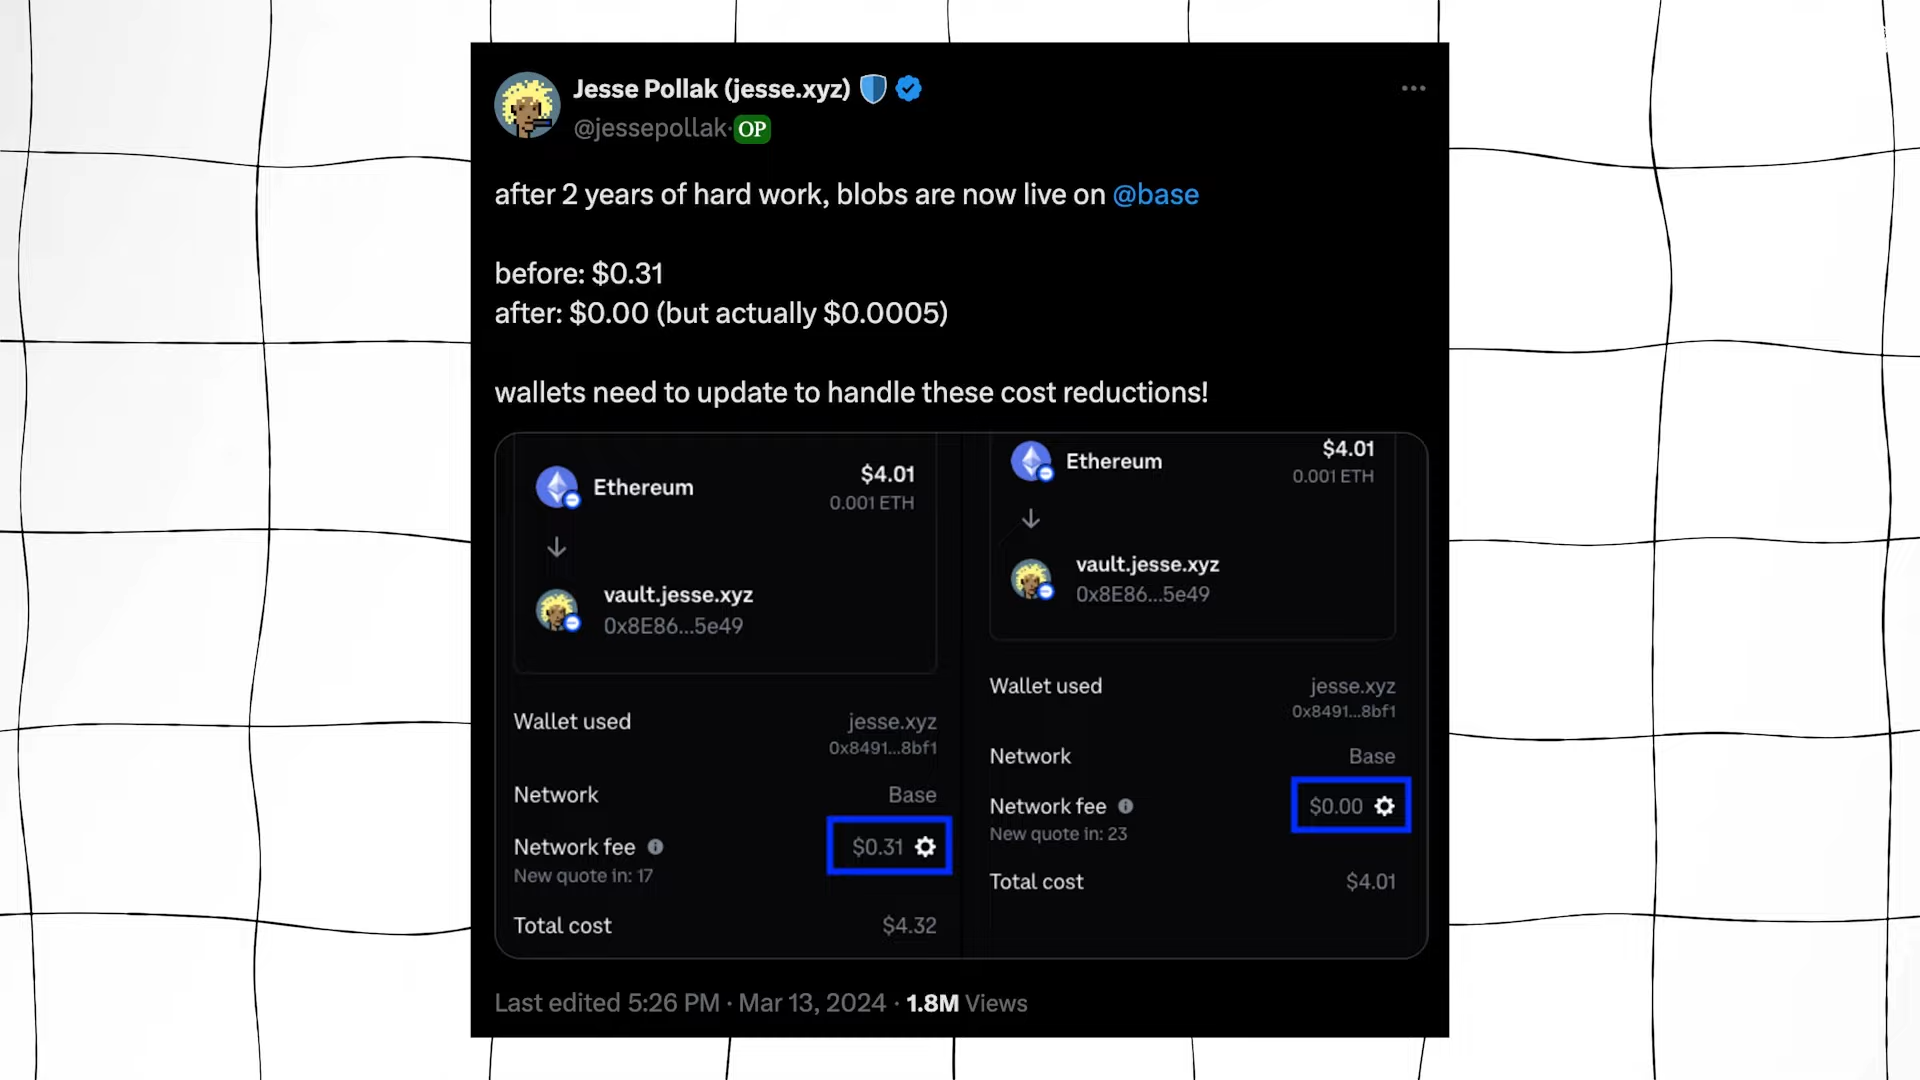 Jesse Pollak (jesse.xyz)
@jessepollak· OP
after 2 years of hard work, blobs are now live on @base
before: $0.31
after: $0.00 (but actually $0.0005)
wallets need to update to handle these cost reductions!
Ethereum $4.01
0.001 ETH
vault.jesse.xyz
0x8E86...5e49
Wallet used jesse.xyz
0x8491...8bf1
Network Base
Network fee $0.31
New quote in: 17
Total cost $4.32
Ethereum $4.01
0.001 ETH
vault.jesse.xyz
0x8E86...5e49
Wallet used jesse.xyz
0x8491...8bf1
Network Base
Network fee $0.00
New quote in: 23
Total cost $4.01
Last edited 5:26 PM · Mar 13, 2024 · 1.8M Views